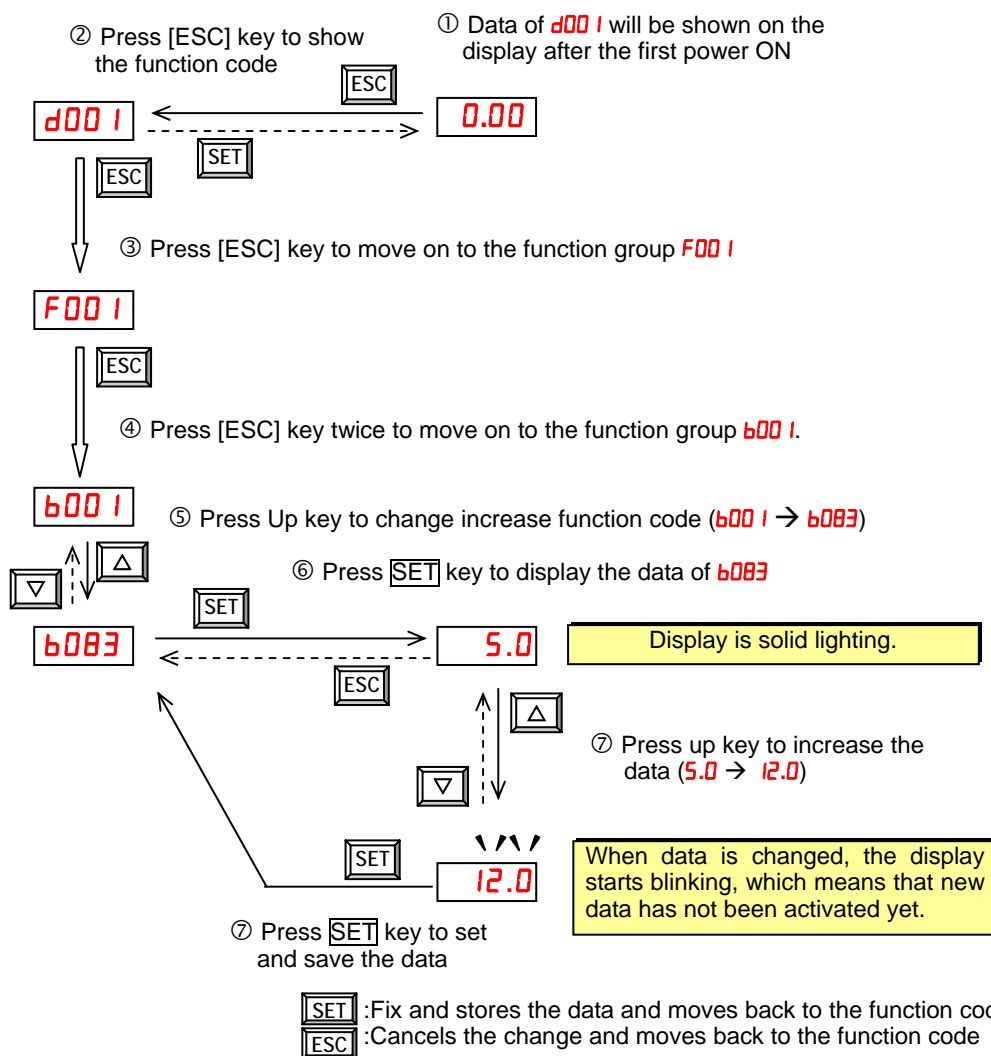 ① Data of d001 will be shown on the
display after the first power ON
② Press [ESC] key to show
the function code
ESC
d001
0.00
SET
ESC
③ Press [ESC] key to move on to the function group F001
F001
ESC
④ Press [ESC] key twice to move on to the function group b001.
b001
⑤ Press Up key to change increase function code (b001 → b083)
△
▽
⑥ Press SET key to display the data of b083
SET
b083
5.0
Display is solid lighting.
ESC
△
⑦ Press up key to increase the
data (5.0 → 12.0)
▽
SET
12.0
When data is changed, the display
starts blinking, which means that new
data has not been activated yet.
⑦ Press SET key to set
and save the data
SET :Fix and stores the data and moves back to the function
ESC :Cancels the change and moves back to the function code